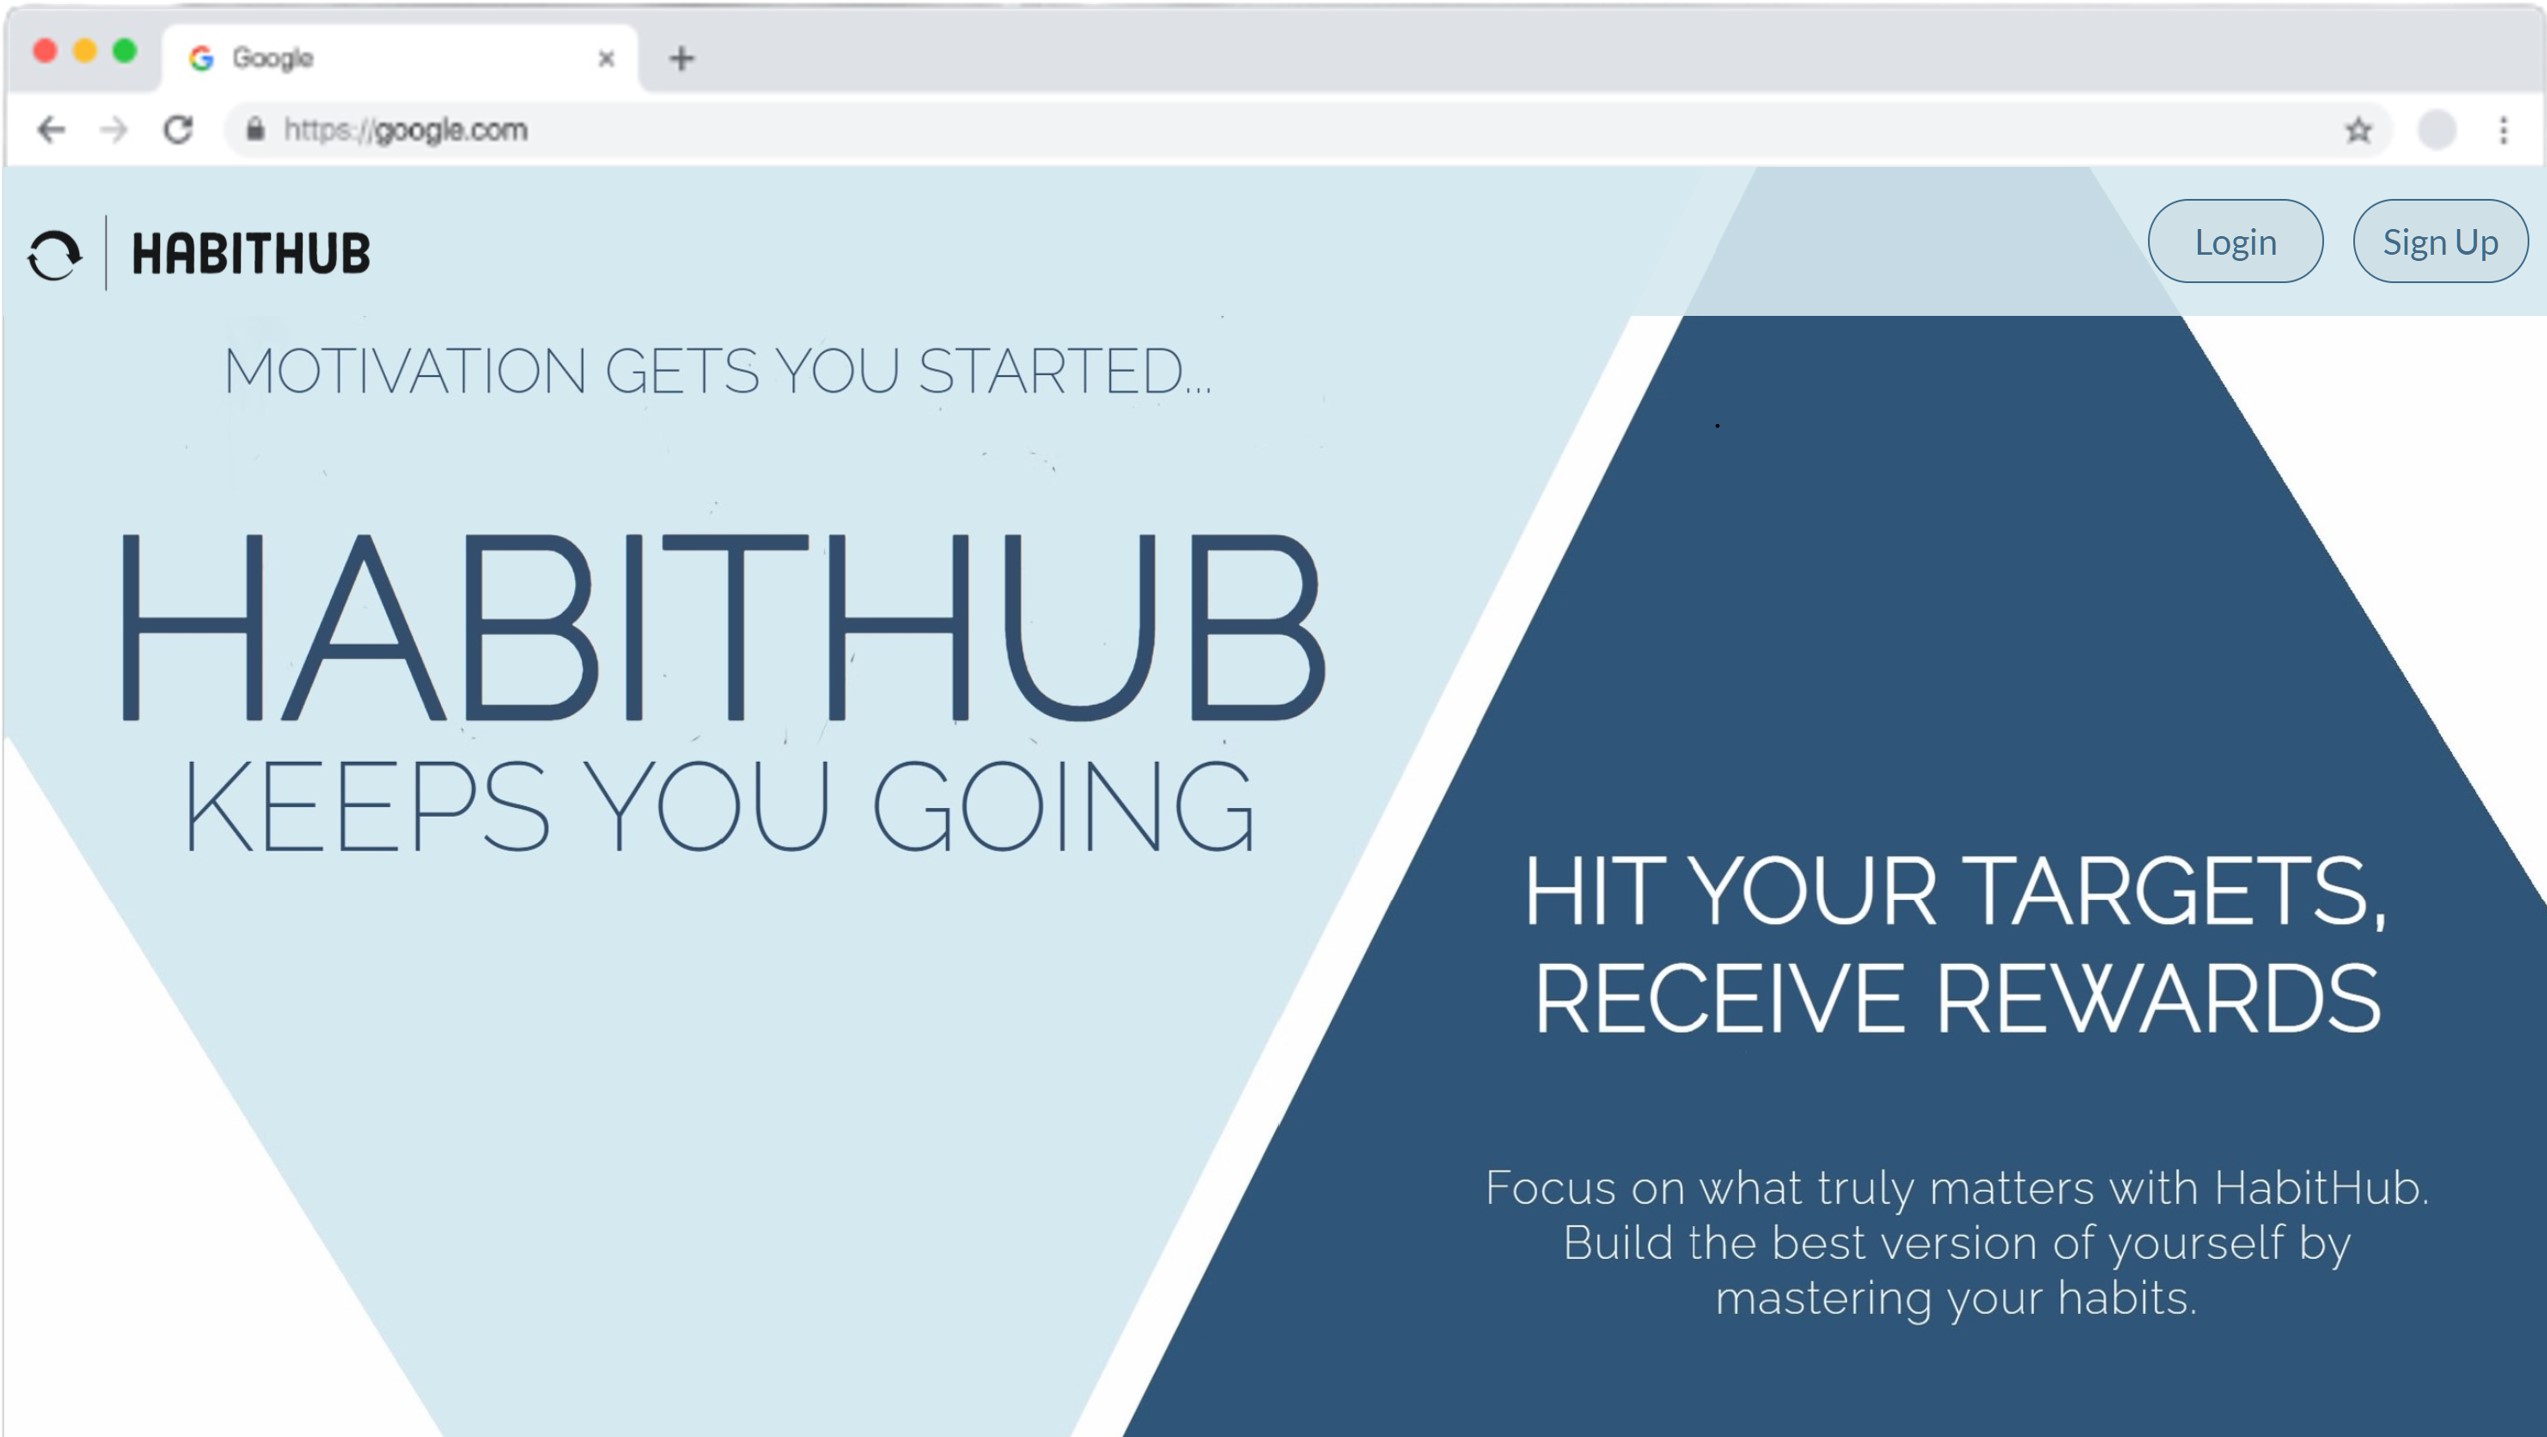 Google
https://google.com
HABITHUB
Login
Sign Up
MOTIVATION GETS YOU STARTED...
HABITHUB
KEEPS YOU GOING
HIT YOUR TARGETS,
RECEIVE REWARDS
Focus on what truly matters with HabitHub.
Build the best version of yourself by
mastering your habits.